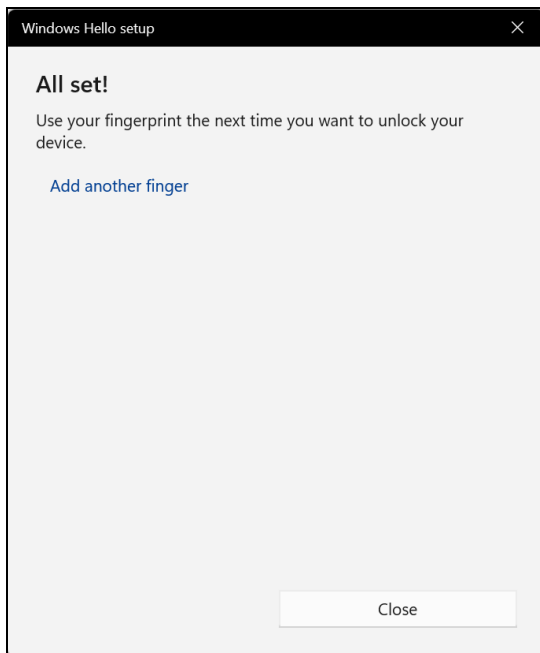 Windows Hello setup
All set!
Use your fingerprint the next time you want to unlock your
device.
Add another finger
Close